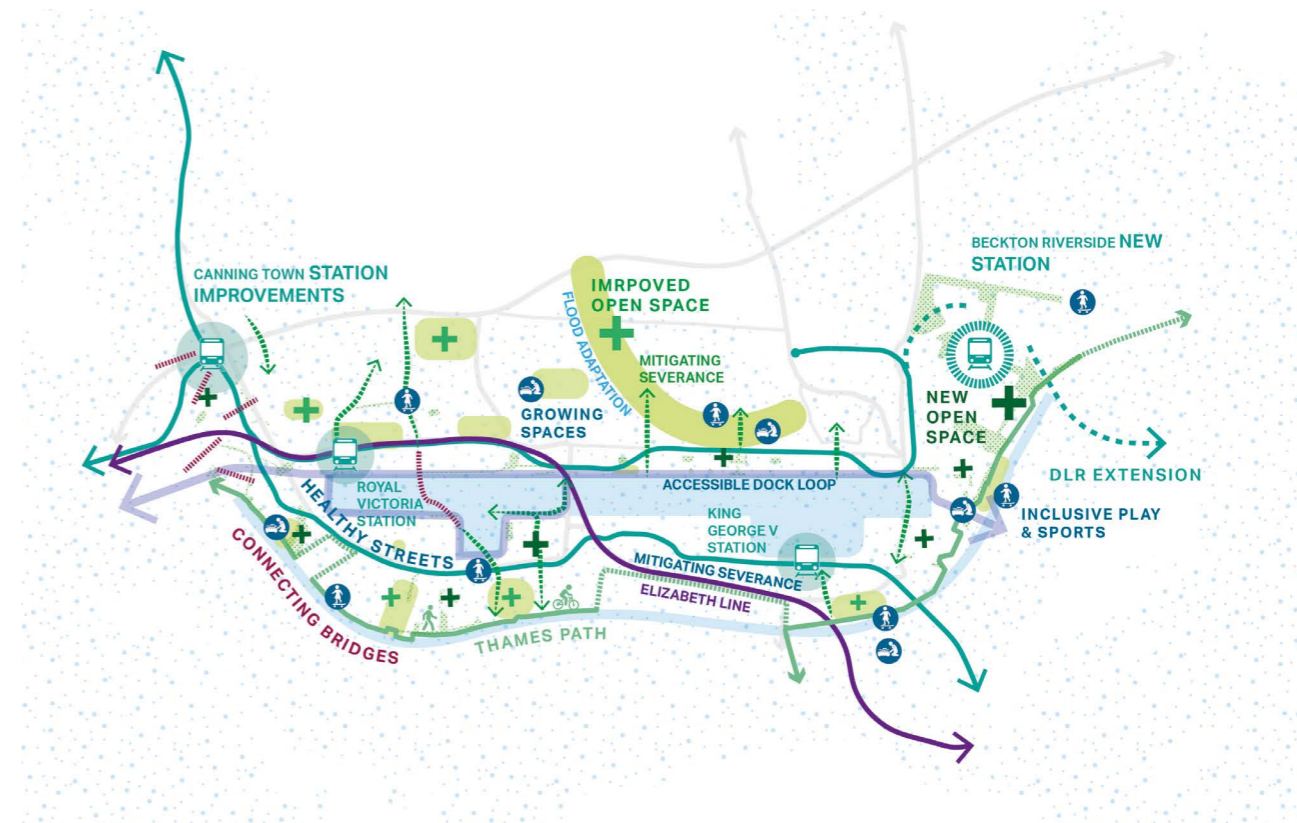 BECKTON RIVERSIDE NEW
STATION
CANNING TOWN STATION
IMPROVEMENTS
IMRPOVED
OPEN SPACE
FLOOD ADAPTATION
MITIGATING
SEVERANCE
GROWING
SPACES
NEW
OPEN
SPACE
DLR EXTENSION
ROYAL
VICTORIA
STATION
ACCESSIBLE DOCK LOOP
KING
GEORGE V
STATION
INCLUSIVE PLAY
& SPORTS
HEALTHY STREETS
CONNECTING BRIDGES
MITIGATING SEVERANCE
ELIZABETH LINE
THAMES PATH